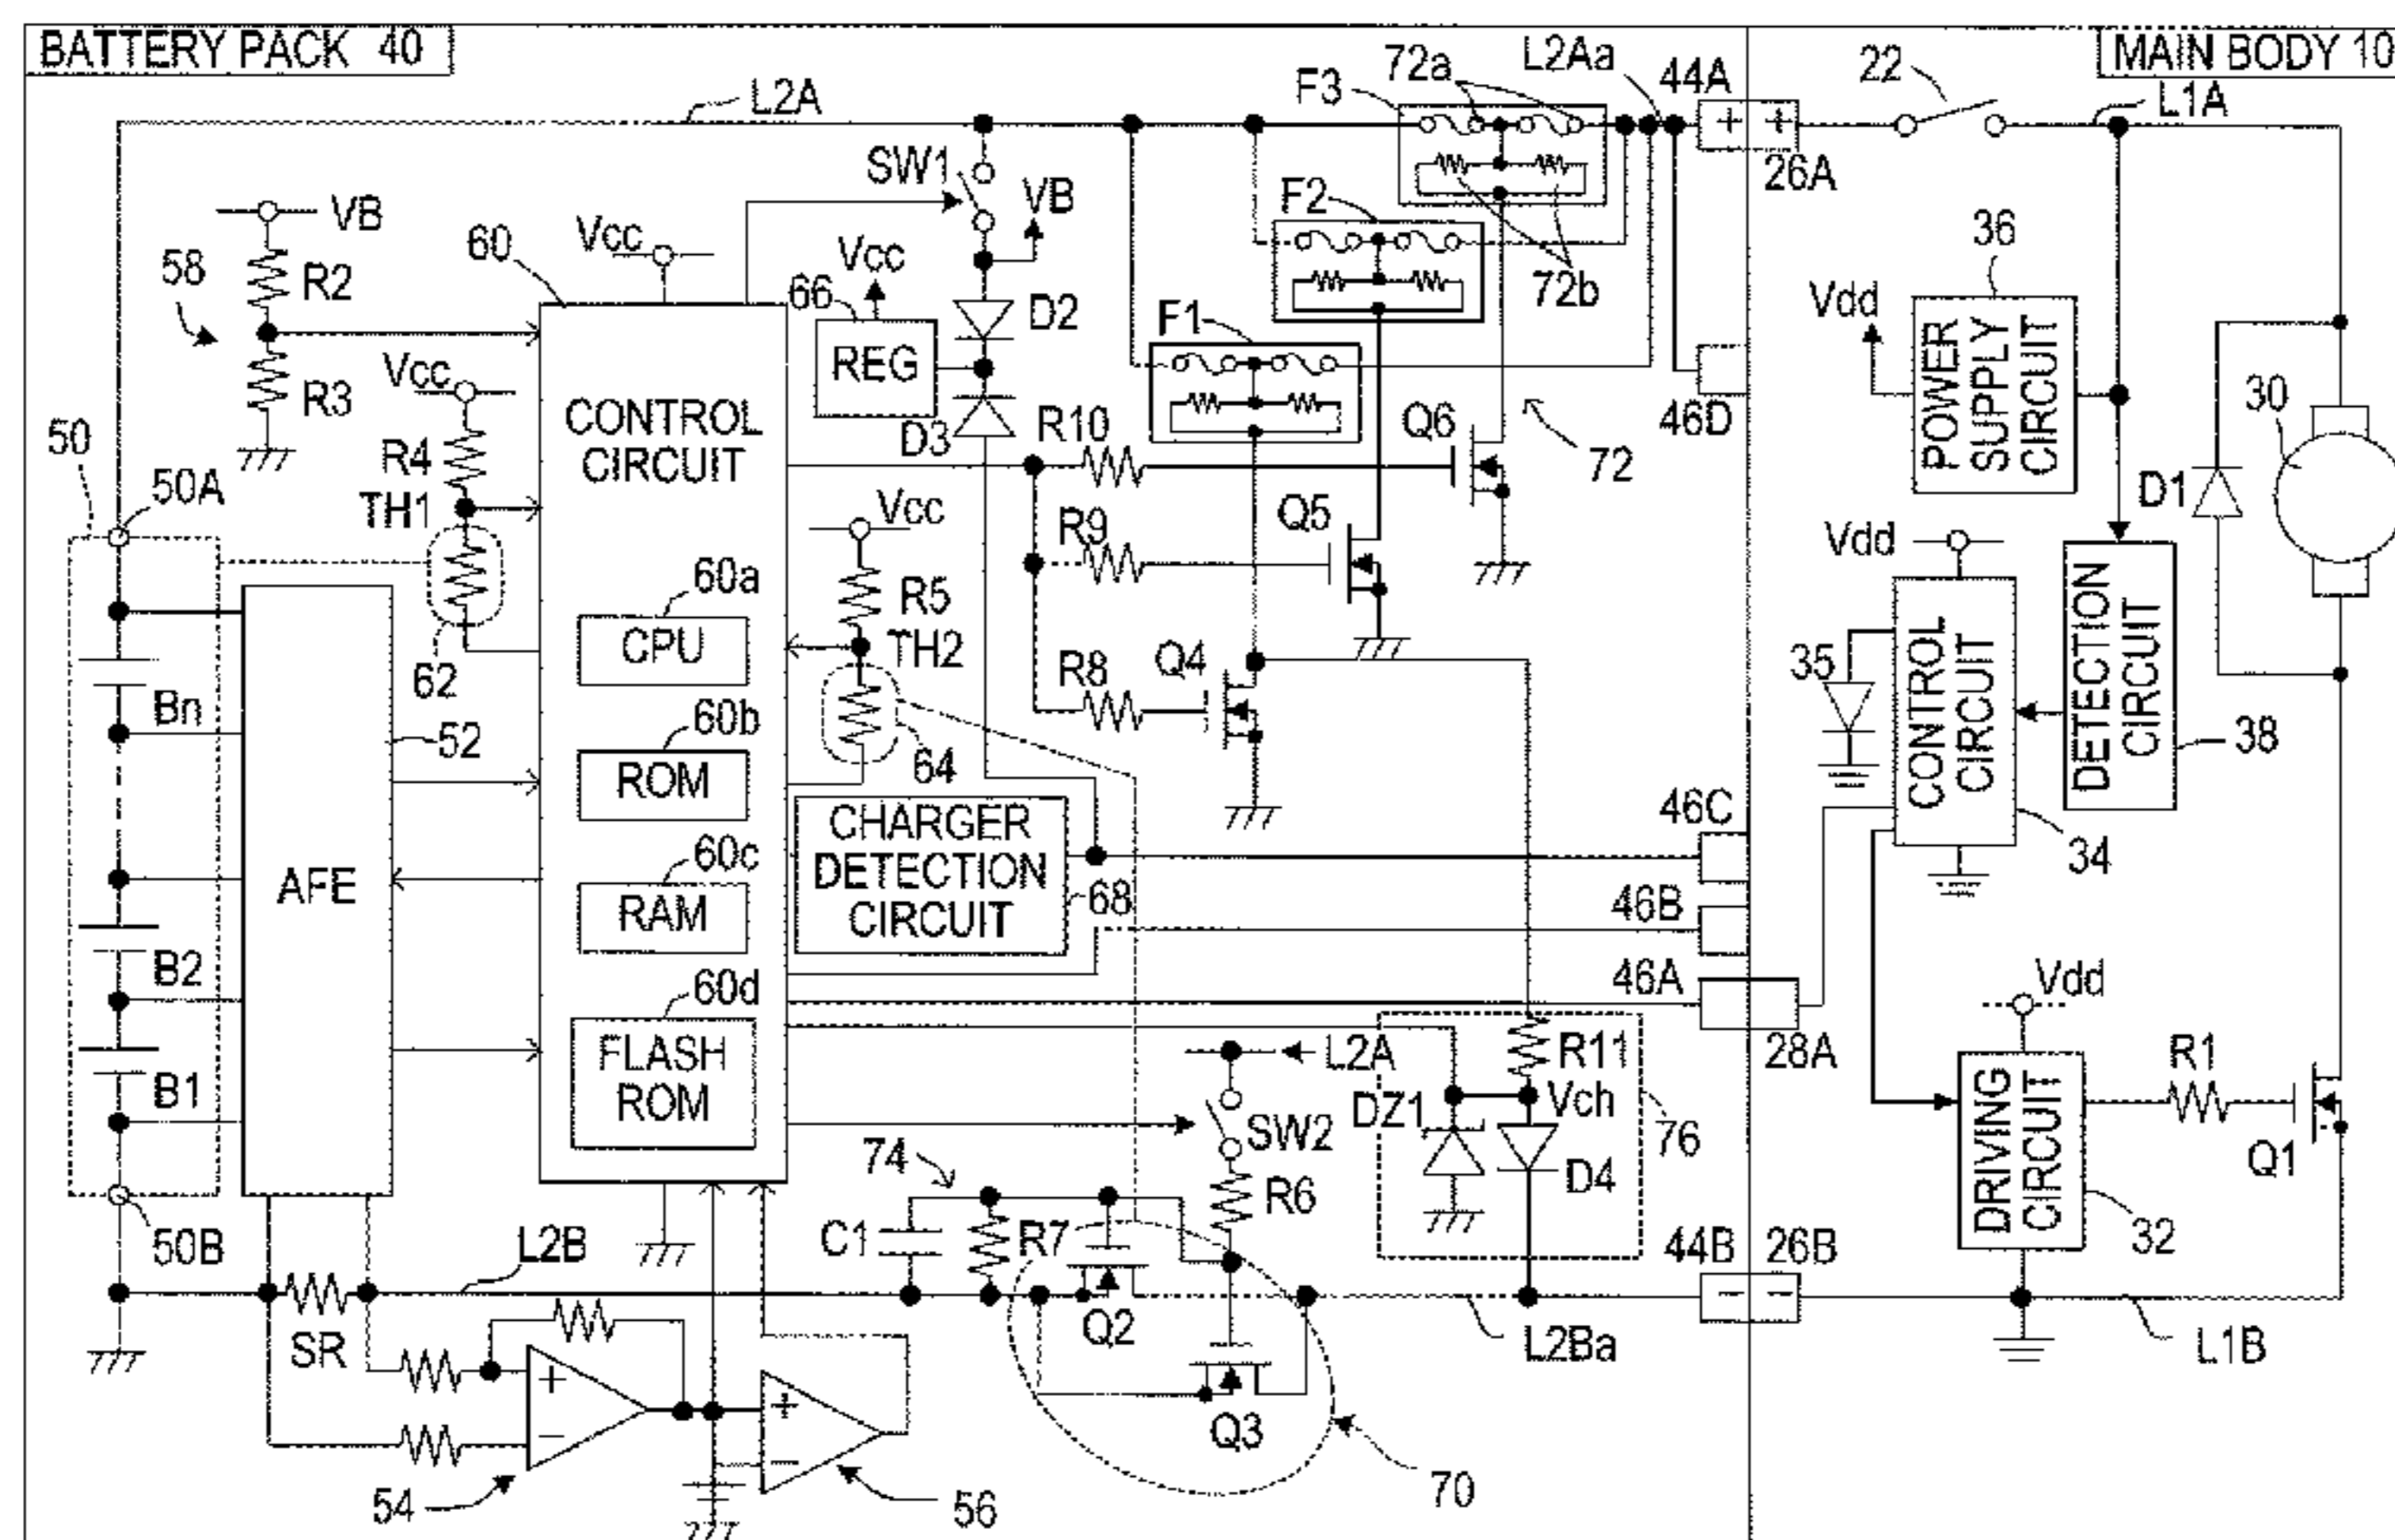 BATTERY PACK 40
MAIN BODY 10
L2A
F3
72a
L2Aa
44A
22
L1A
+
+
26A
SW1
VB
F2
VB
60
Vcc
36
58
R2
66
Vcc
D2
72b
Vdd
POWER SUPPLY CIRCUIT
F1
R3
Vcc
REG
46D
30
50
R4
CONTROL
CIRCUIT
D3
R10
Q6
72
D1
50A
TH1
Vcc
Q5
R9
Vdd
60a
R5
CPU
TH2
35
CONTROL CIRCUIT
DETECTION CIRCUIT
62
R8
Q4
Bn
52
60b
38
ROM
64
46C
CHARGER
DETECTION
CIRCUIT
34
AFE
60c
RAM
68
46B
B2
46A
60d
Vdd
FLASH
ROM
L2A
R11
28A
R1
B1
DZ1
Vch
SW2
76
DRIVING CIRCUIT
Q1
74
R6
D4
50B
L2B
C1
R7
44B
26B
32
-
-
SR
Q2
L2Ba
L1B
+
-
+
-
Q3
54
56
70